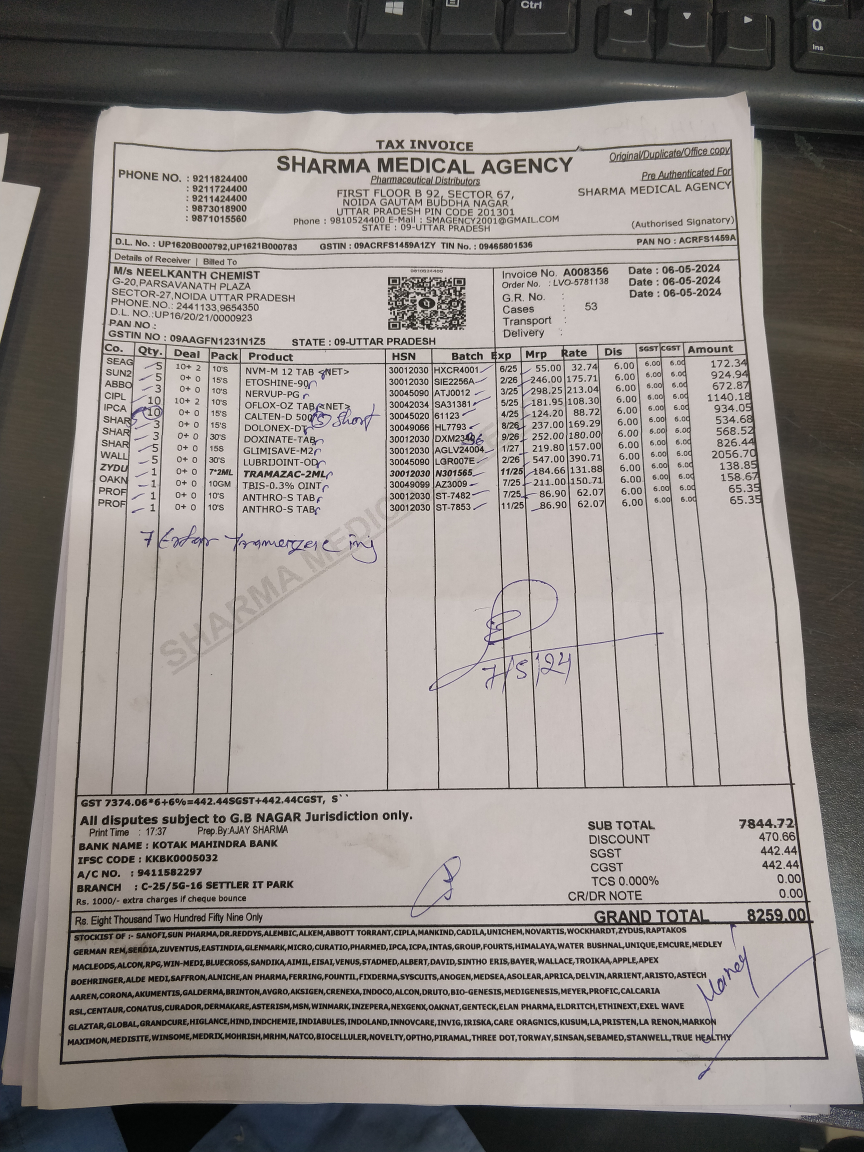 TAX INVOICE
Original/Duplicate/Office copy
SHARMA MEDICAL AGENCY
Pharmaceutical Distributors
Pre Authenticated For
SHARMA MEDICAL AGENCY
PHONE NO. : 9211824400
: 9211724400
: 9211424400
: 9873018900
: 9871015560
FIRST FLOOR B 92, SECTOR 67,
NOIDA GAUTAM BUDDHA NAGAR
UTTAR PRADESH PIN CODE 201301
Phone : 9810524400 E-Mail : SMAGENCY2001@GMAIL.COM
STATE : 09-UTTAR PRADESH
(Authorised Signatory)
D.L. No. : UP1620B000792,UP1621B000783 GSTIN : 09ACRFS1459A1ZY TIN No. : 09465801536 PAN NO : ACRFS1459A
Details of Receiver | Billed To
M/s NEELKANTH CHEMIST
G-20,PARSAVANATH PLAZA
SECTOR-27,NOIDA UTTAR PRADESH
PHONE.NO. : 2441133,9654350
D.L. NO.:UP16/20/21/0000923
PAN NO :
GSTIN NO : 09AAGFN1231N1Z5 STATE : 09-UTTAR PRADESH
9810524400
Invoice No. A008356 Date : 06-05-2024
Order No. : LVO-5781138 Date : 06-05-2024
G.R. No. : Date : 06-05-2024
Cases : 53
Transport :
Delivery :
Co. Qty. Deal Pack Product HSN Batch Exp Mrp Rate Dis SGST CGST Amount
SEAG 5 10+ 2 10'S NVM-M 12 TAB <NET> 30012030 HXCR4001 6/25 55.00 32.74 6.00 6.00 172.34
SUN2 5 0+ 0 15'S ETOSHINE-90 30012030 SIE2256A 2/26 246.00 175.71 6.00 6.00 6.00 924.94
ABBO 3 0+ 0 10'S NERVUP-PG 30045090 ATJ0012 3/25 298.25 213.04 6.00 6.00 6.00 672.87
CIPL 10 10+ 2 10'S OFLOX-OZ TAB <NET> 30042034 SA31381 5/25 181.95 108.30 6.00 6.00 1140.18
IPCA 10 0+ 0 15'S CALTEN-D 500 short 30045020 61123 4/25 124.20 88.72 6.00 6.00 6.00 934.05
SHAR 3 0+ 0 15'S DOLONEX-D 30049066 HL7793 8/26 237.00 169.29 6.00 6.00 6.00 534.68
SHAR 3 0+ 0 30'S DOXINATE-TAB 30012030 9/26 252.00 180.00 6.00 6.00 6.00 568.52
SHAR 5 0+ 0 15S GLIMISAVE-M2 30012030 AGLV24004 1/27 219.80 157.00 6.00 6.00 6.00 826.44
WALL 5 0+ 0 30'S LUBRIJOINT-OD 30045090 LGR007E 2/26 547.00 390.71 6.00 6.00 6.00 2056.70
ZYDU 1 0+ 0 7*2ML TRAMAZAC-2ML 30012030 N301565 11/25 184.66 131.88 6.00 6.00 6.00 138.85
OAKN 1 0+ 0 10GM TBIS-0.3% OINT 30049099 AZ3009 7/25 211.00 150.71 6.00 6.00 6.00 158.67
PROF 1 0+ 0 10'S ANTHRO-S TAB 30012030 ST-7482 7/25 86.90 62.07 6.00 6.00 6.00 65.35
PROF 1 0+ 0 10'S ANTHRO-S TAB 30012030 ST-7853 11/25 86.90 62.07 6.00 6.00 6.00 65.35
SHARMA MEDIC
7/5/24
GST 7374.06*6+6%=442.44SGST+442.44CGST, S``
All disputes subject to G.B NAGAR Jurisdiction only.
Print Time : 17:37 Prep.By:AJAY SHARMA
BANK NAME : KOTAK MAHINDRA BANK
IFSC CODE : KKBK0005032
A/C NO. : 9411582297
BRANCH : C-25/5G-16 SETTLER IT PARK
Rs. 1000/- extra charges if cheque bounce
SUB TOTAL 7844.72
DISCOUNT 470.66
SGST 442.44
CGST 442.44
TCS 0.000% 0.00
CR/DR NOTE 0.00
Rs. Eight Thousand Two Hundred Fifty Nine Only GRAND TOTAL 8259.00
STOCKIST OF :- SANOFI,SUN PHARMA,DR.REDDYS,ALEMBIC,ALKEM,ABBOTT TORRANT,CIPLA,MANKIND,CADILA,UNICHEM,NOVARTIS,WOCKHARDT,ZYDUS,RAPTAKOS
GERMAN REM,SERDIA,ZUVENTUS,EASTINDIA,GLENMARK,MICRO,CURATIO,PHARMED,IPCA,ICPA,INTAS,GROUP,FOURTS,HIMALAYA,WATER BUSHNAL,UNIQUE,EMCURE,MEDLEY
MACLEODS,ALCON,RPG,WIN-MEDI,BLUECROSS,SANDIKA,AIMIL,EISAI,VENUS,STADMED,ALBERT,DAVID,SINTHO ERIS,BAYER,WALLACE,TROIKAA,APPLE,APEX
BOEHRINGER,ALDE MEDI,SAFFRON,ALNICHE,AN PHARMA,FERRING,FOUNTIL,FIXDERMA,SYSCUITS,ANOGEN,MEDSEA,ASOLEAR,APRICA,DELVIN,ARRIENT,ARISTO,ASTECH
AAREN,CORONA,AKUMENTIS,GALDERMA,BRINTON,AVGRO,AKSIGEN,CRENEXA,INDOCO,ALCON,DRUTO,BIO-GENESIS,MEDIGENESIS,MEYER,PROFIC,CALCARIA
RSL,CENTAUR,CONATUS,CURADOR,DERMAKARE,ASTERISM,MSN,WINMARK,INZEPERA,NEXGENX,OAKNAT,GENTECK,ELAN PHARMA,ELDRITCH,ETHINEXT,EXEL WAVE
GLAZTAR,GLOBAL,GRANDCURE,HIGLANCE,HIND,INDCHEMIE,INDIABULES,INDOLAND,INNOVCARE,INVIG,IRISKA,CARE ORAGNICS,KUSUM,LA,PRISTEN,LA RENON,MARKON
MAXIMON,MEDISITE,WINSOME,MEDRIX,MOHRISH,MRHM,NATCO,BIOCELLULER,NOVELTY,OPTHO,PIRAMAL,THREE DOT,TORWAY,SINSAN,SEBAMED,STANWELL,TRUE HEALTHY